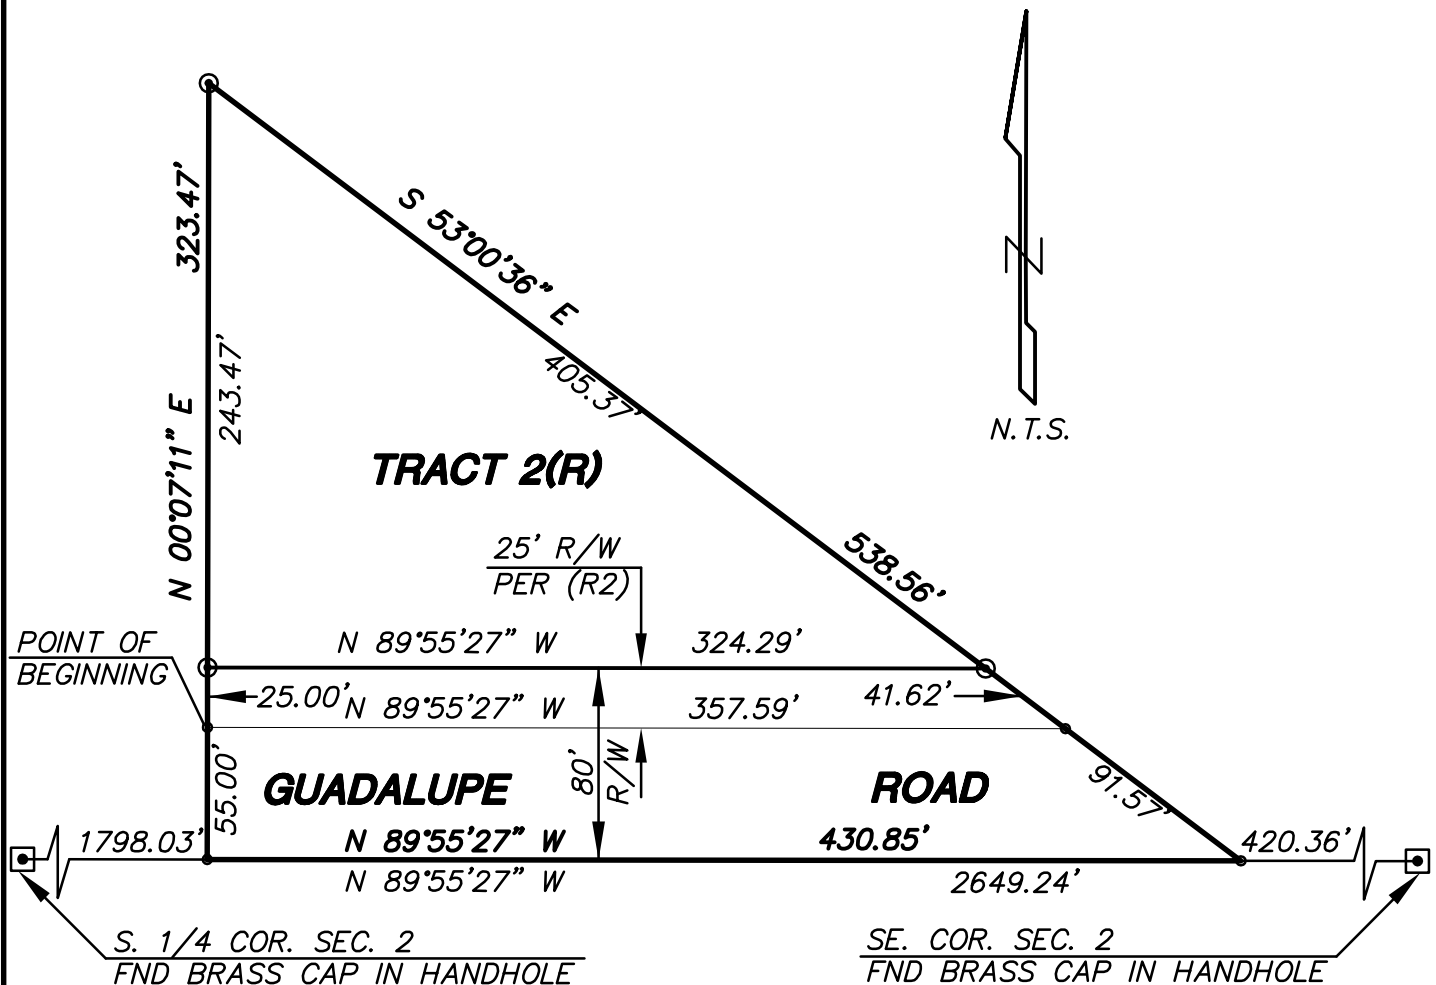 323.47'
N 00°07'11" E
243.47'
S 53°00'36" E
405.37'
538.56'
N.T.S.
TRACT 2(R)
25' R/W
PER (R2)
POINT OF
BEGINNING
N 89°55'27" W 324.29'
25.00'
N 89°55'27" W 357.59'
41.62'
55.00'
80'
R/W
91.57'
GUADALUPE ROAD
1798.03'
N 89°55'27" W 430.85'
420.36'
N 89°55'27" W 2649.24'
S. 1/4 COR. SEC. 2
FND BRASS CAP IN HANDHOLE
SE. COR. SEC. 2
FND BRASS CAP IN HANDHOLE